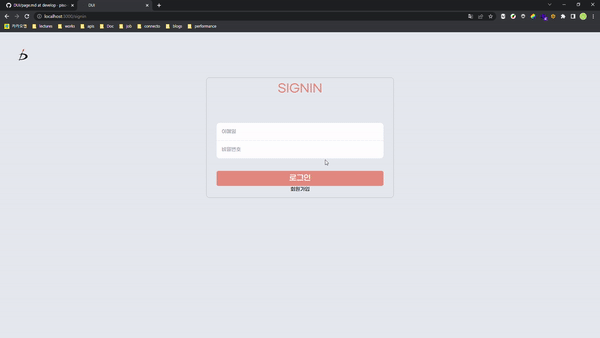 DUI/page.md at develop · pixe
DUI
localhost:3000/signin
카카오맵
lectures
works
apis
Doc
job
connects
blogs
performance
SIGNIN
이메일
비밀번호
로그인
회원가입